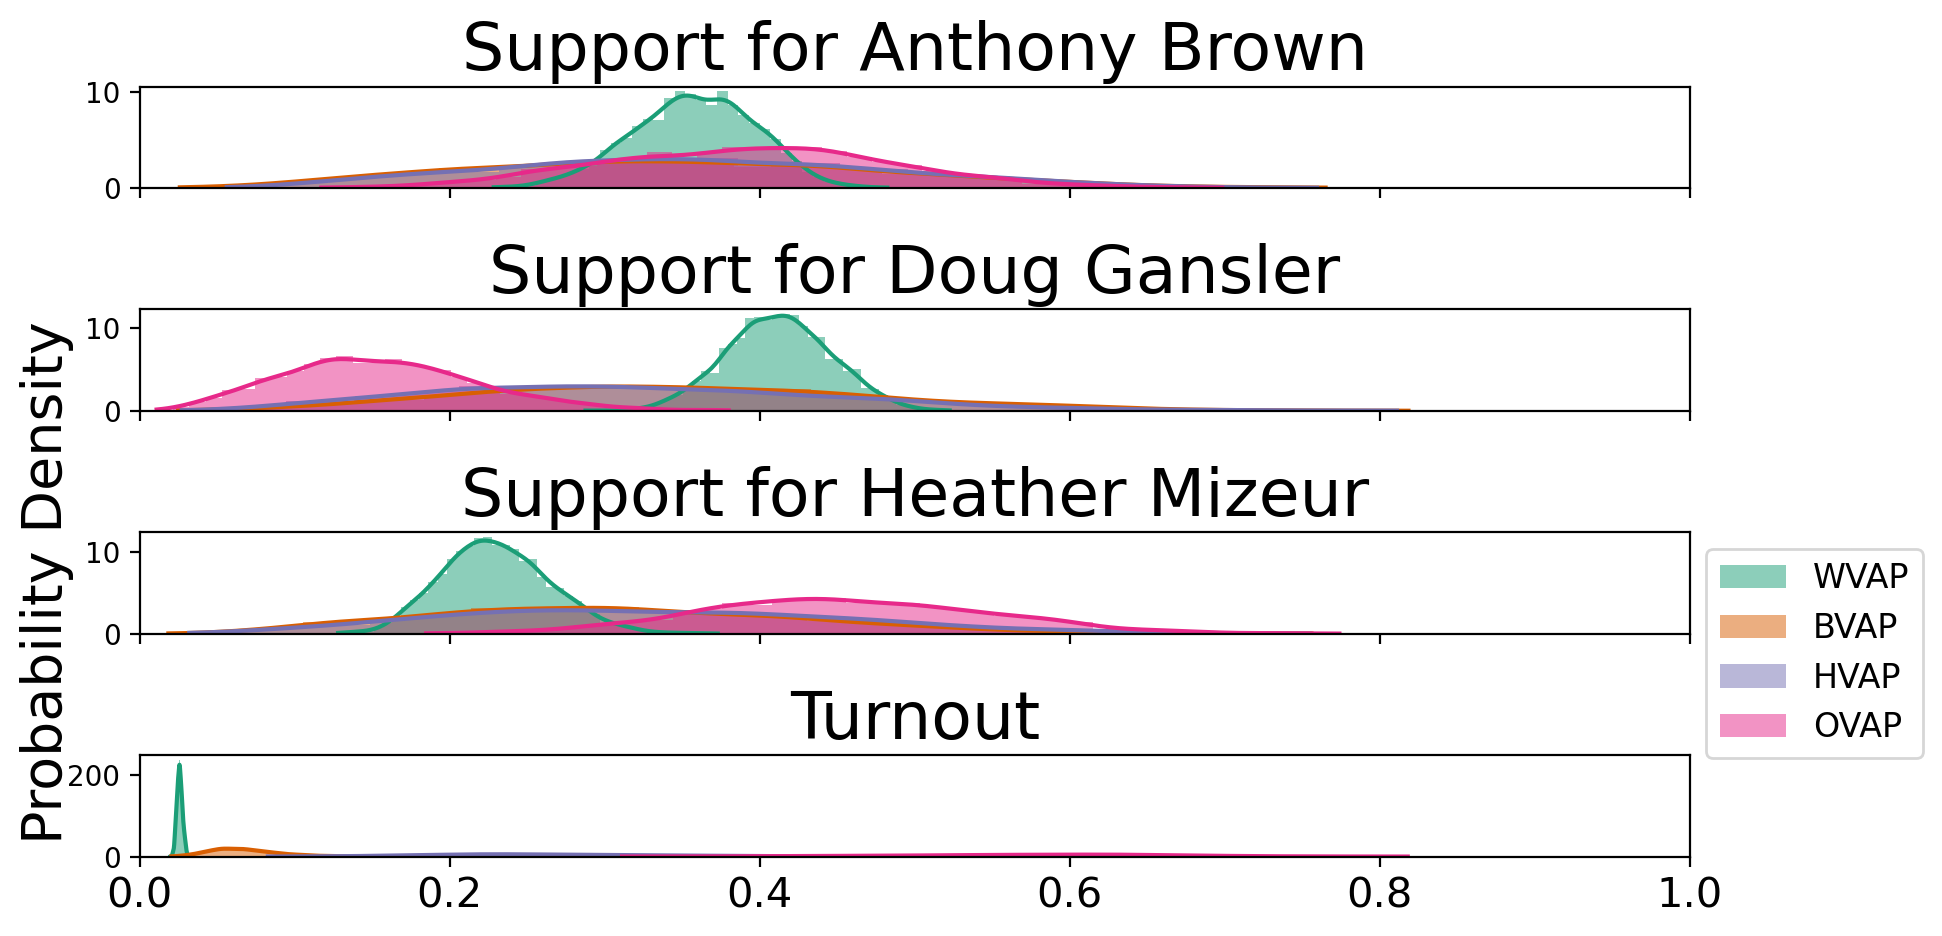 Support for Anthony Brown
10
0
Support for Doug Gansler
10
0
Support for Heather Mizeur
10
0
Turnout
200
0
0.0 0.2 0.4 0.6 0.8 1.0
Probability Density
WVAP
BVAP
HVAP
OVAP